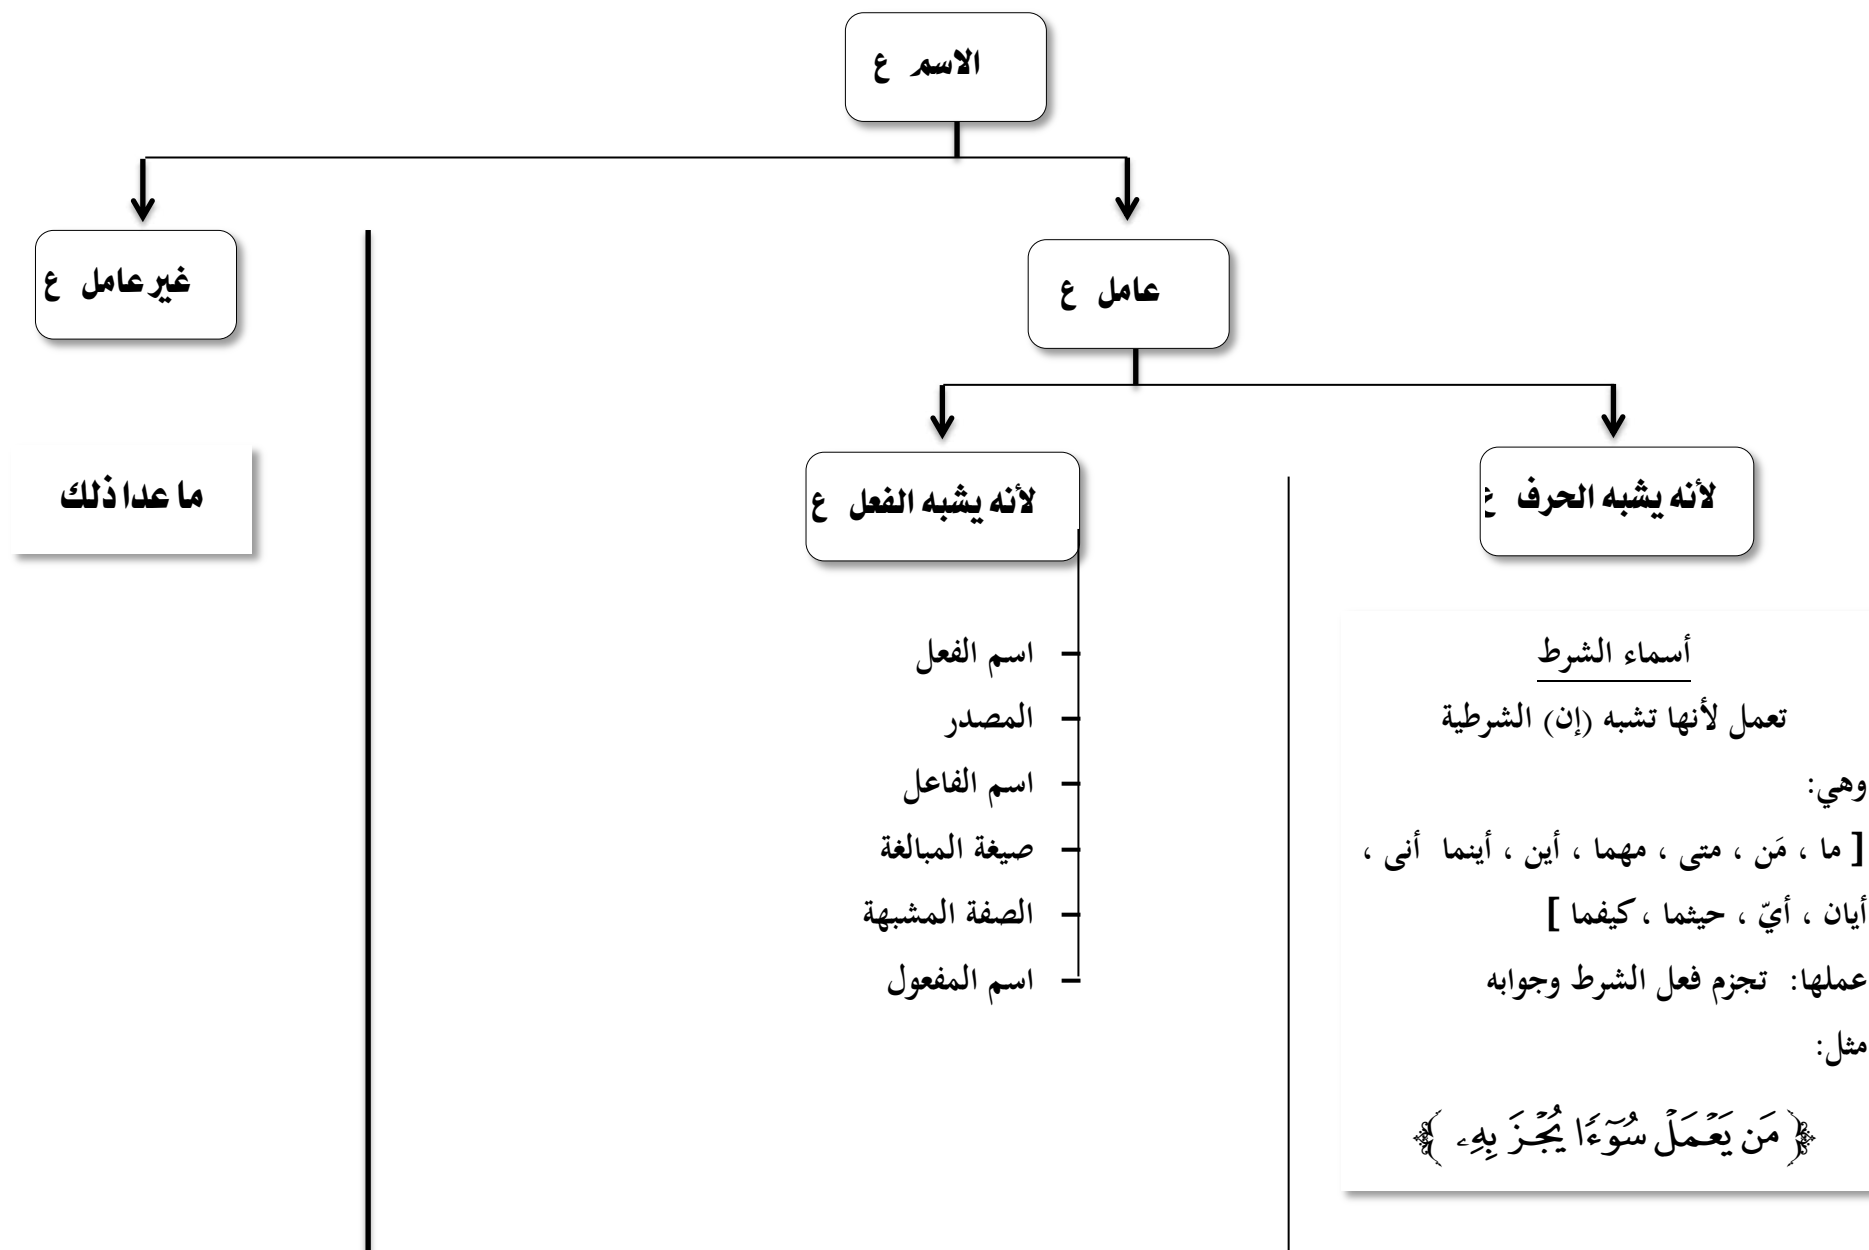 الاسم ع
عامل ع
غير عامل ع
لأنه يشبه الحرف ع
لأنه يشبه الفعل ع
ما عدا ذلك
أسماء الشرط
تعمل لأنها تشبه (إن) الشرطية
وهي:
[ ما ، مَن ، متى ، مهما ، أين ، أينما أنى ،
أيان ، أيّ ، حيثما ، كيفما ]
عملها: تجزم فعل الشرط وجوابه
مثل:
﴿ مَن يَعْمَلْ سُوٓءًا يُجْزَ بِهِۦ ﴾
- اسم الفعل
- المصدر
- اسم الفاعل
- صيغة المبالغة
- الصفة المشبهة
- اسم المفعول